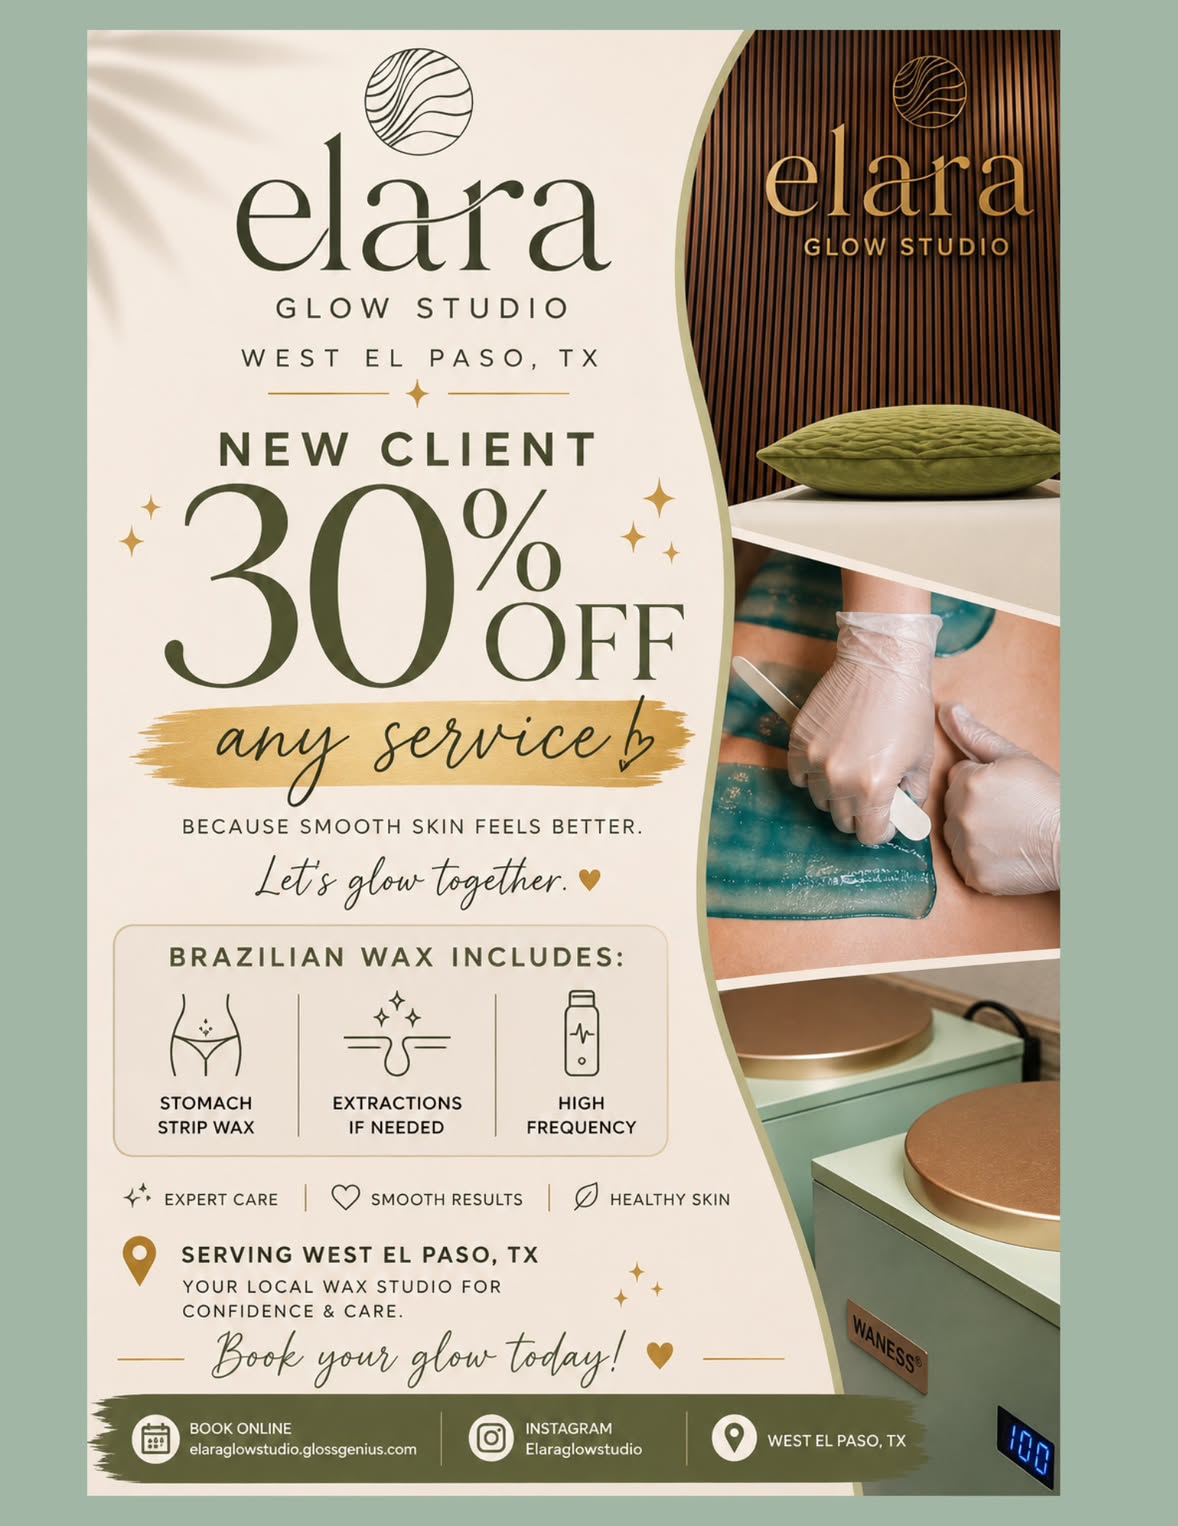 elara
GLOW STUDIO
WEST EL PASO, TX
NEW CLIENT
30%
OFF
any service!
BECAUSE SMOOTH SKIN FEELS BETTER.
Let's glow together.
BRAZILIAN WAX INCLUDES:
STOMACH
STRIP WAX
EXTRACTIONS
IF NEEDED
HIGH
FREQUENCY
EXPERT CARE
SMOOTH RESULTS
HEALTHY SKIN
SERVING WEST EL PASO, TX
YOUR LOCAL WAX STUDIO FOR
CONFIDENCE & CARE.
Book your glow today!
BOOK ONLINE
elaraglowstudio.glossgenius.com
INSTAGRAM
Elaraglowstudio
WEST EL PASO, TX
elara
GLOW STUDIO
WANESS®
100